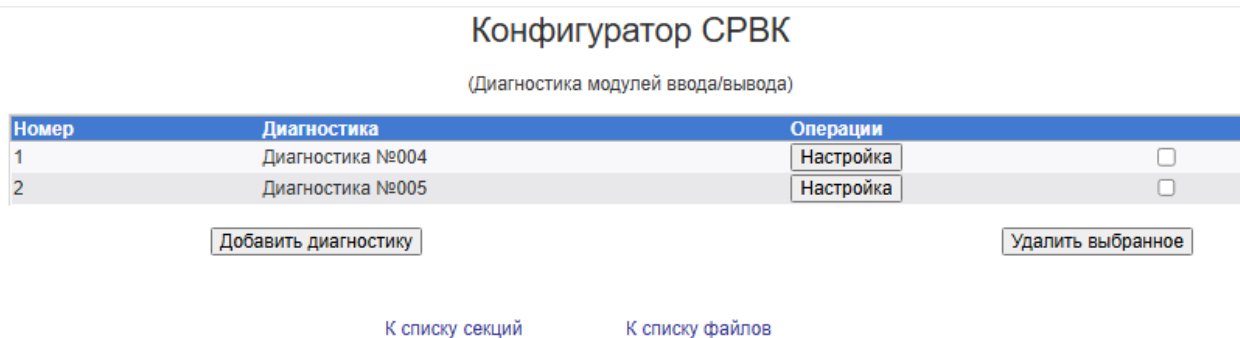 Конфигуратор СРВК
(Диагностика модулей ввода/вывода)
Номер Диагностика Операции
1 Диагностика №004 Настройка
2 Диагностика №005 Настройка
Добавить диагностику Удалить выбранное
К списку секций К списку файлов